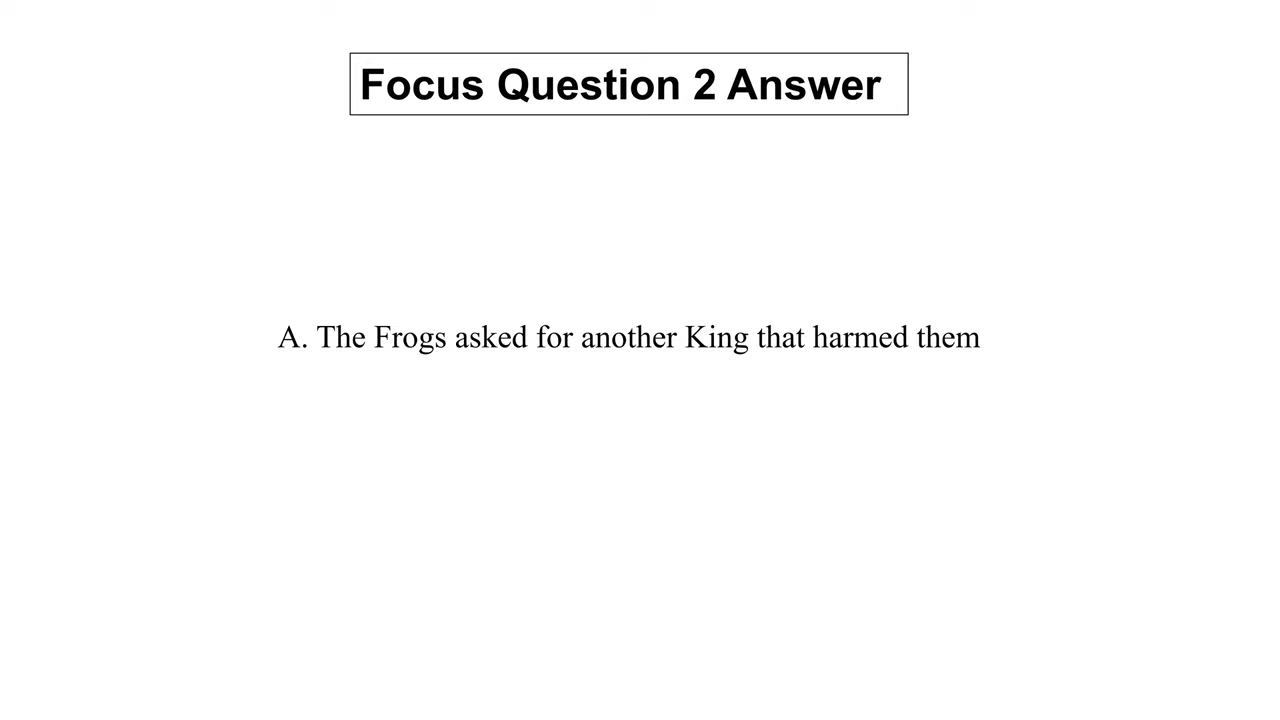 Focus Question 2 Answer
A. The Frogs asked for another King that harmed them